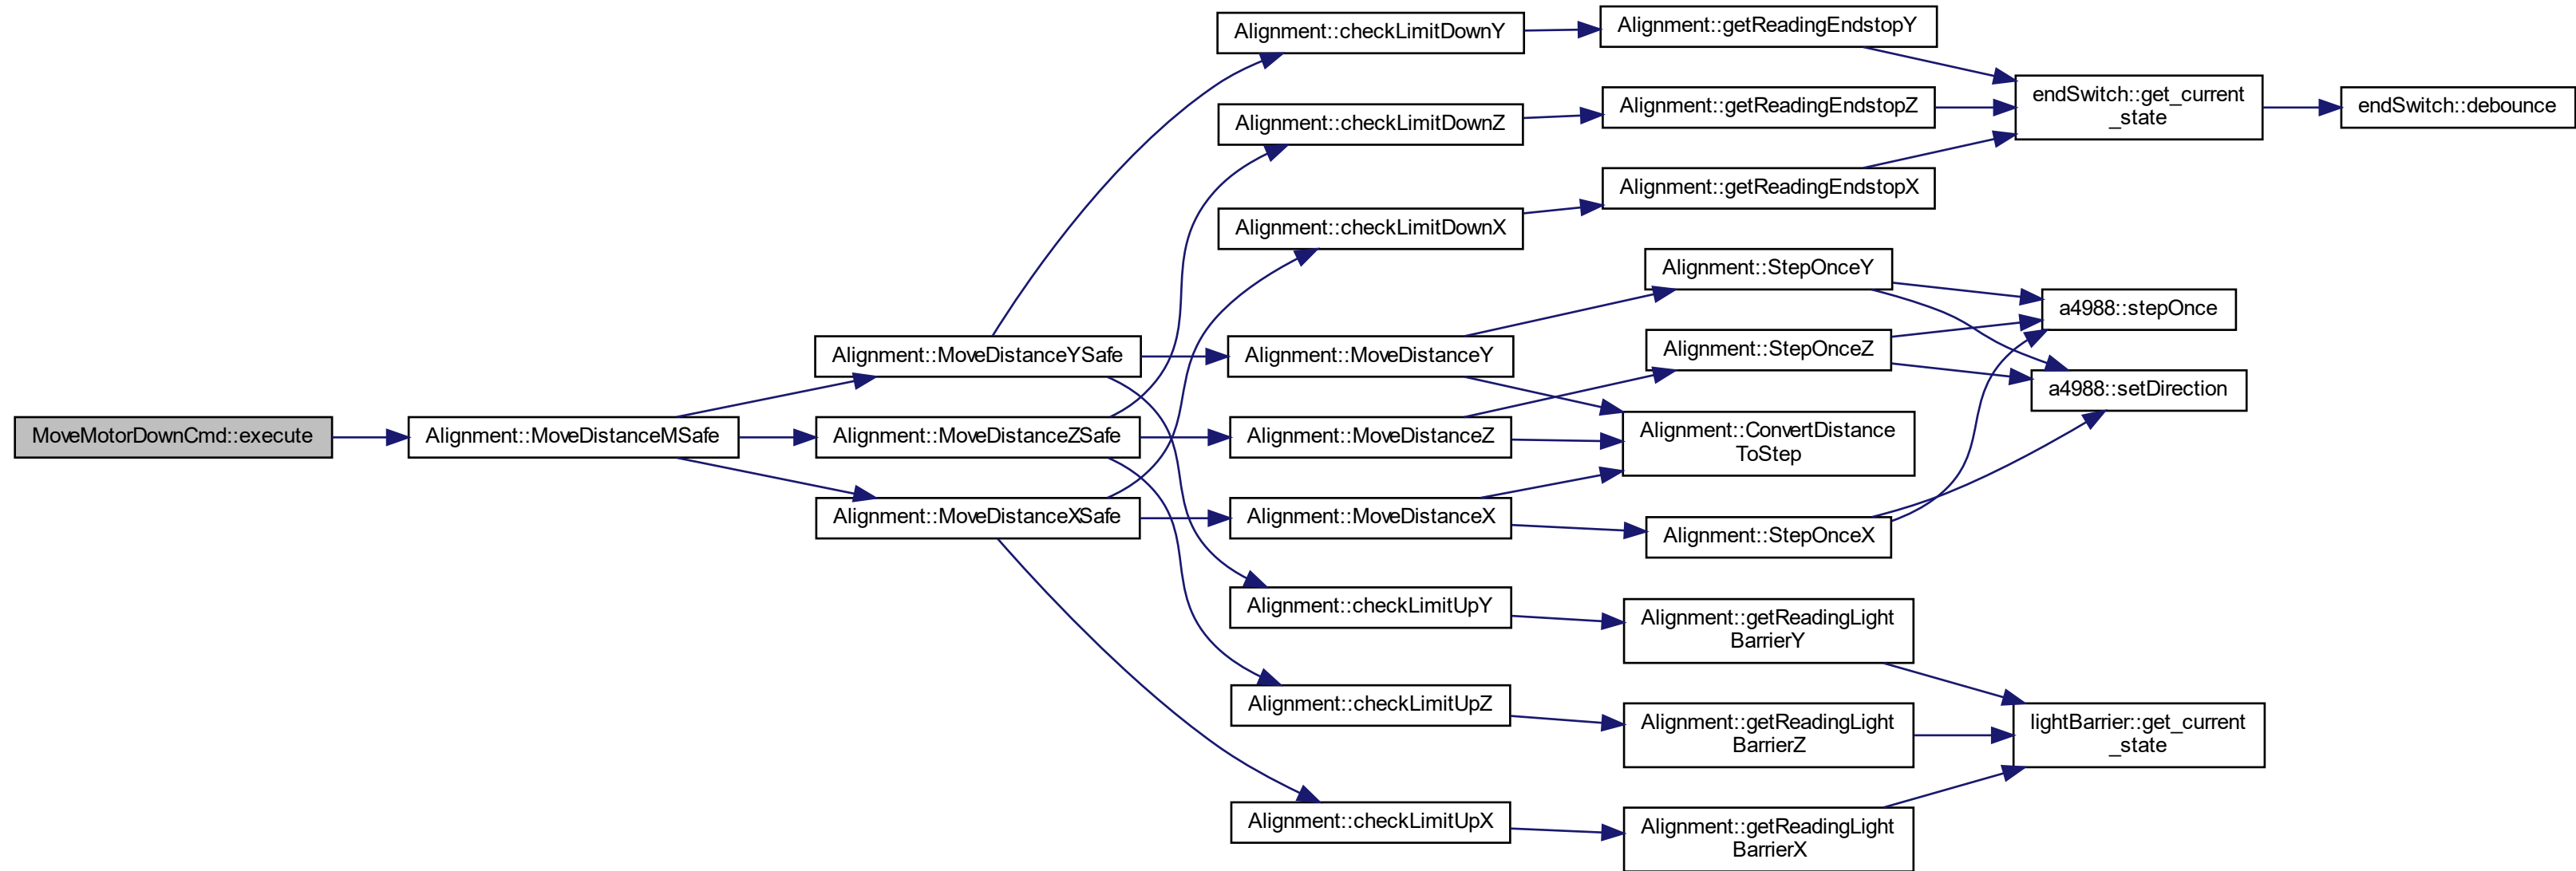 MoveMotorDownCmd::execute
Alignment::MoveDistanceMSafe
Alignment::MoveDistanceYSafe
Alignment::MoveDistanceZSafe
Alignment::MoveDistanceXSafe
Alignment::checkLimitDownY
Alignment::checkLimitDownZ
Alignment::checkLimitDownX
Alignment::MoveDistanceY
Alignment::MoveDistanceZ
Alignment::MoveDistanceX
Alignment::checkLimitUpY
Alignment::checkLimitUpZ
Alignment::checkLimitUpX
Alignment::getReadingEndstopY
Alignment::getReadingEndstopZ
Alignment::getReadingEndstopX
Alignment::StepOnceY
Alignment::StepOnceZ
Alignment::ConvertDistance
ToStep
Alignment::StepOnceX
Alignment::getReadingLight
BarrierY
Alignment::getReadingLight
BarrierZ
Alignment::getReadingLight
BarrierX
endSwitch::get_current
_state
a4988::stepOnce
a4988::setDirection
lightBarrier::get_current
_state
endSwitch::debounce